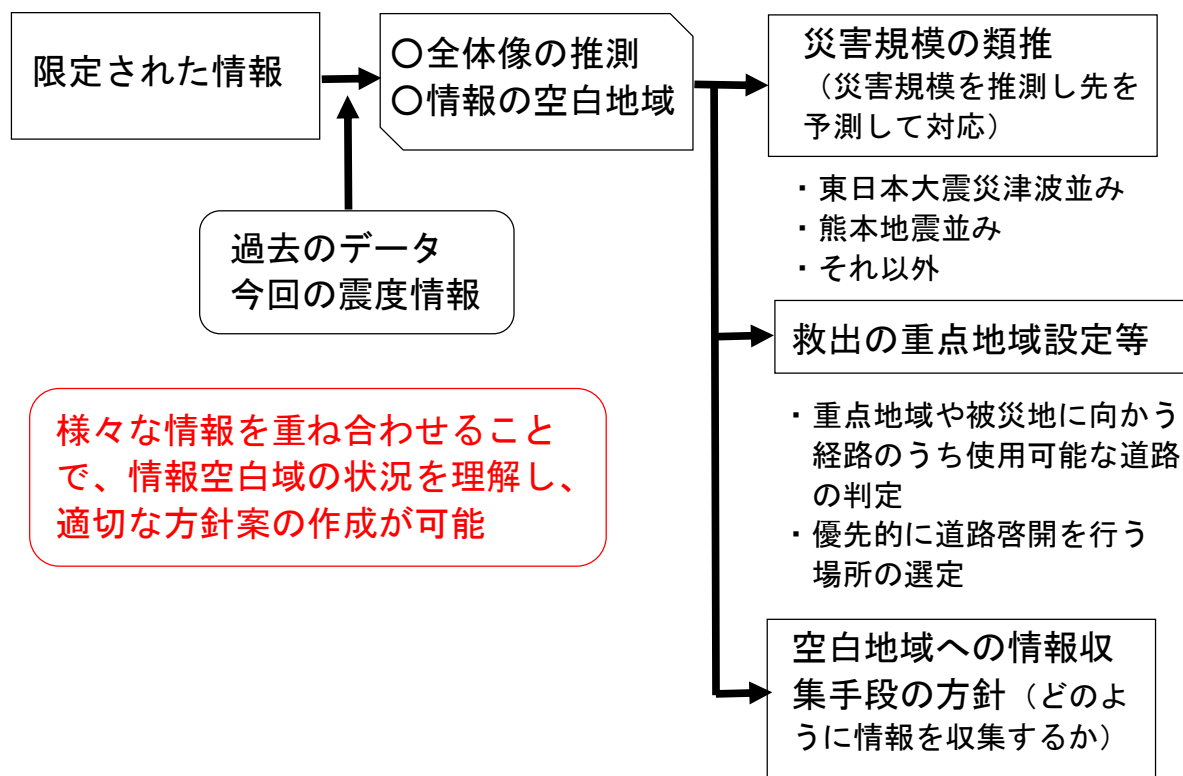 限定された情報
〇全体像の推測
〇情報の空白地域
過去のデータ
今回の震度情報
様々な情報を重ね合わせること
で、情報空白域の状況を理解し、
適切な方針案の作成が可能
災害規模の類推
（災害規模を推測し先を
予測して対応）
・東日本大震災津波並み
・熊本地震並み
・それ以外
救出の重点地域設定等
・重点地域や被災地に向かう
経路のうち使用可能な道路
の判定
・優先的に道路啓開を行う
場所の選定
空白地域への情報収
集手段の方針（どのよ
うに情報を収集するか）